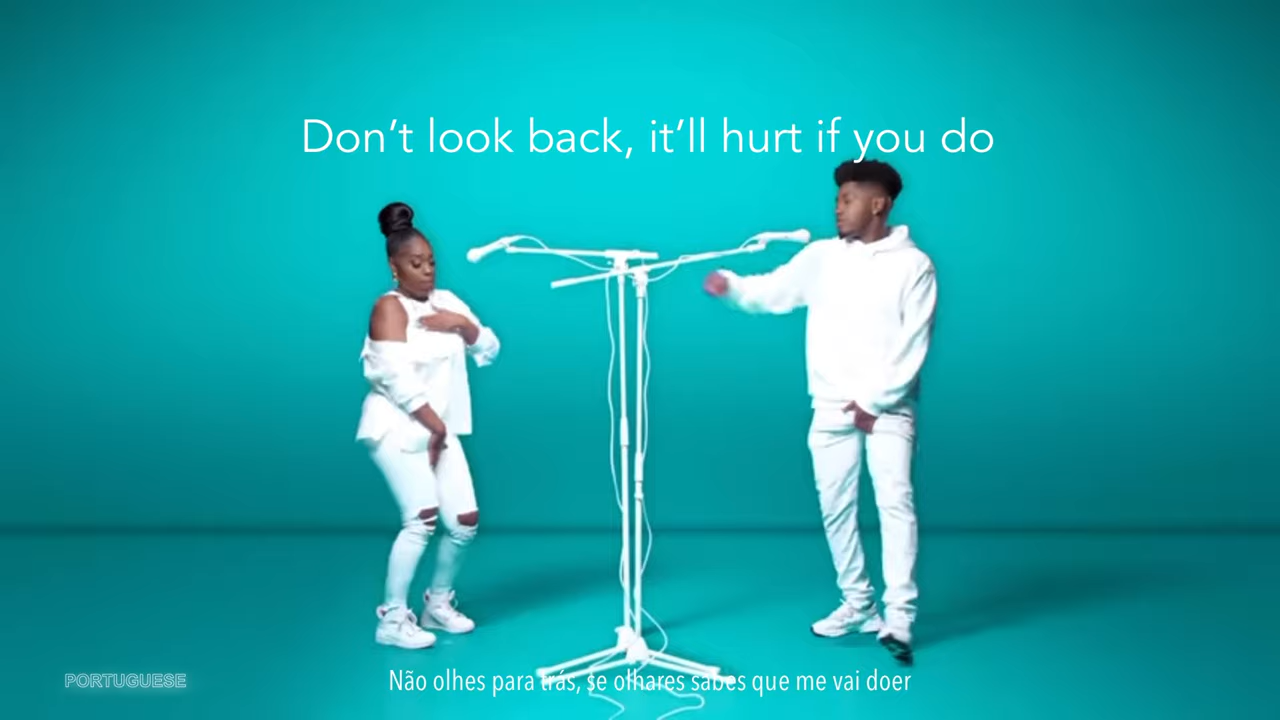 Don't look back, it'll hurt if you do
Não olhes para trás, se olhares sabes que me vai doer
PORTUGUESE